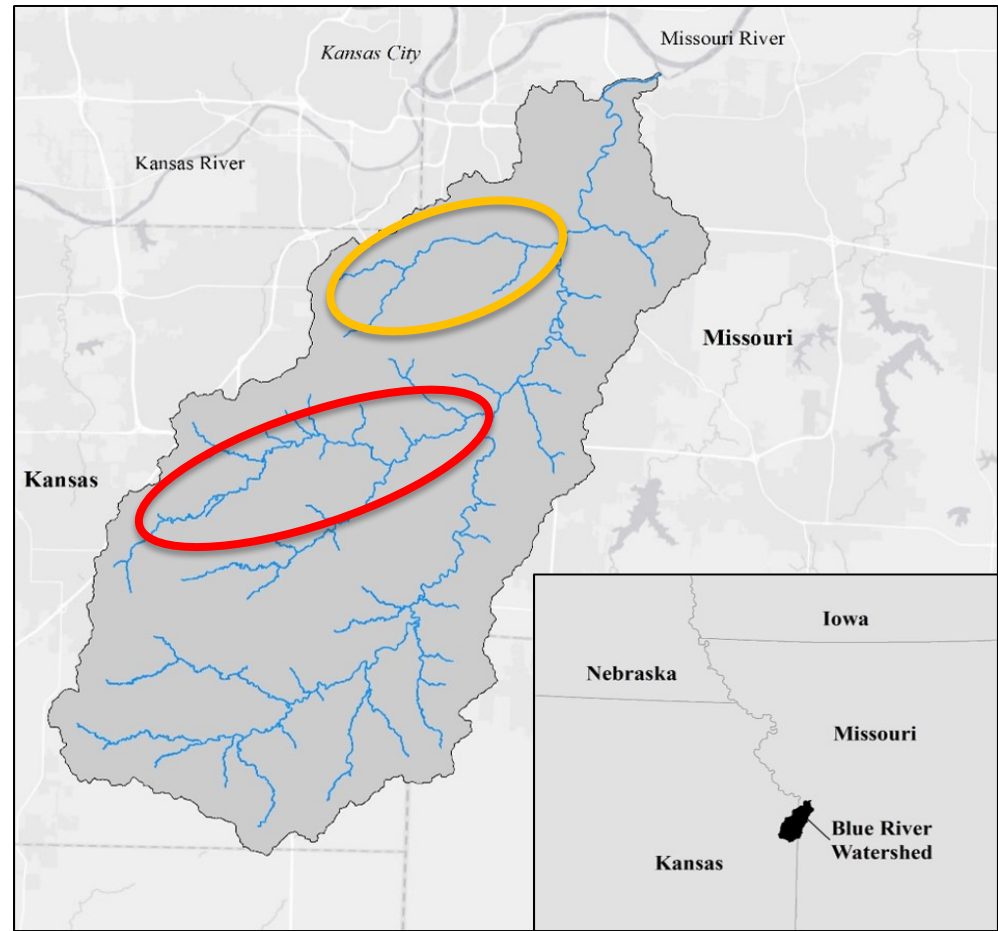 Missouri River
Kansas City
Kansas River
Missouri
Kansas
Iowa
Nebraska
Missouri
Blue River
Watershed
Kansas